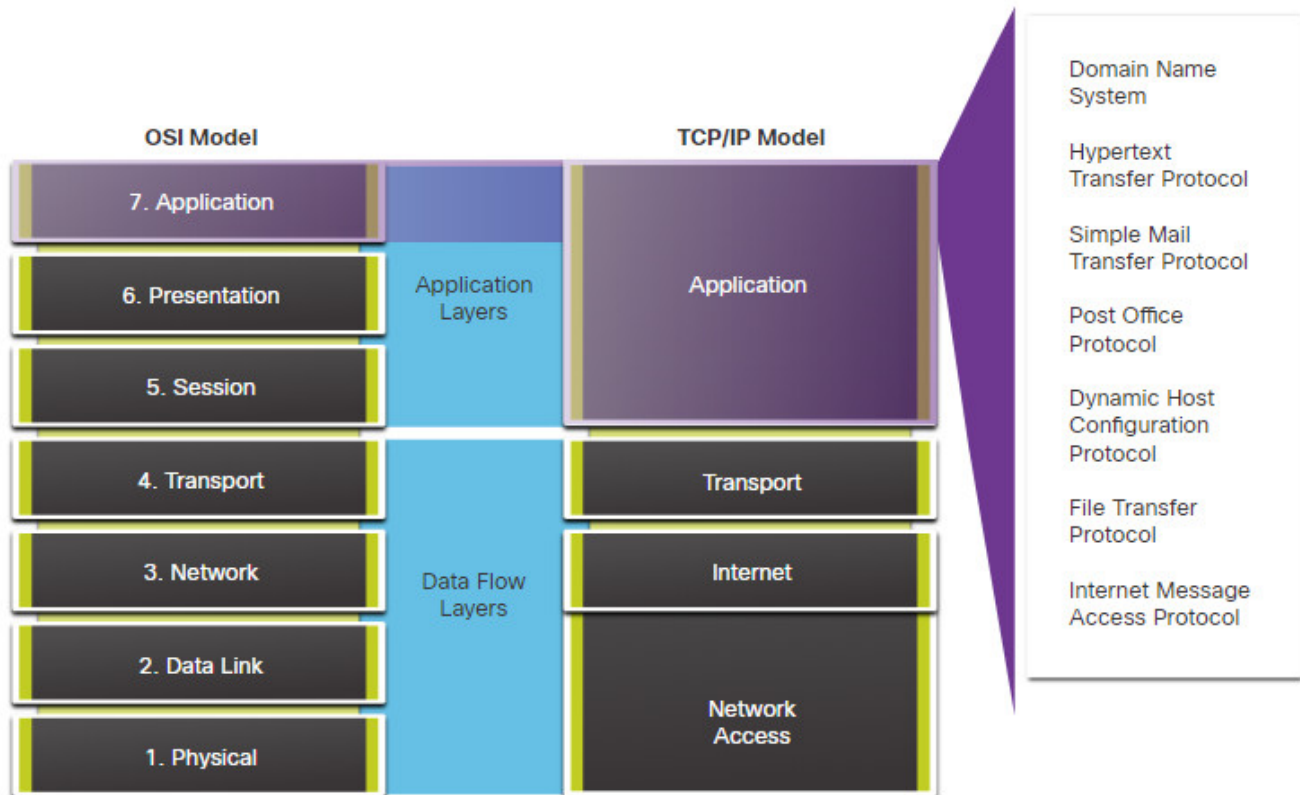 OSI Model
TCP/IP Model
7. Application
6. Presentation
5. Session
4. Transport
3. Network
2. Data Link
1. Physical
Application
Layers
Data Flow
Layers
Application
Transport
Internet
Network
Access
Domain Name
System
Hypertext
Transfer Protocol
Simple Mail
Transfer Protocol
Post Office
Protocol
Dynamic Host
Configuration
Protocol
File Transfer
Protocol
Internet Message
Access Protocol